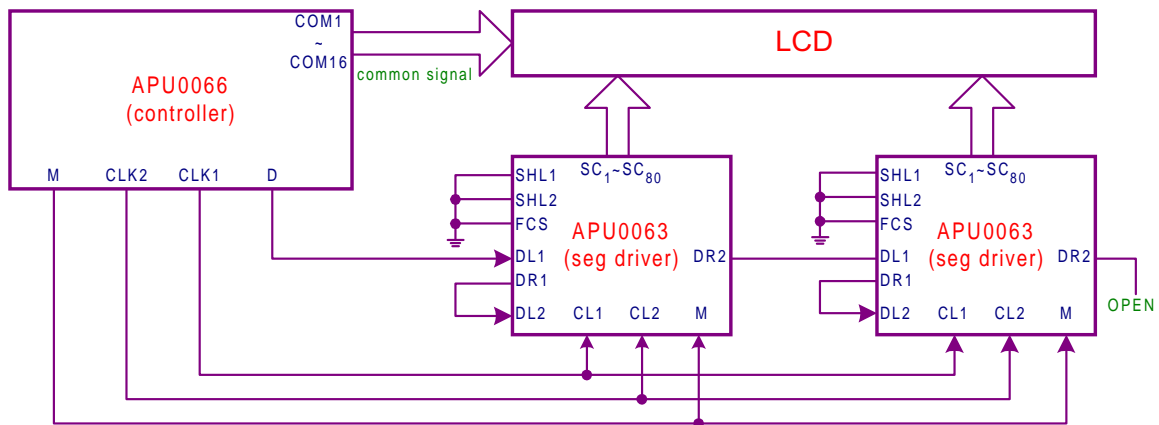 COM1
~
COM16
common signal
APU0066
(controller)
M CLK2 CLK1 D
LCD
SHL1
SHL2
FCS
DL1
DR1
DL2
SC1~SC80
APU0063
(seg driver)
DR2
CL1 CL2 M
SHL1
SHL2
FCS
DL1
DR1
DL2
SC1~SC80
APU0063
(seg driver)
DR2
CL1 CL2 M
OPEN